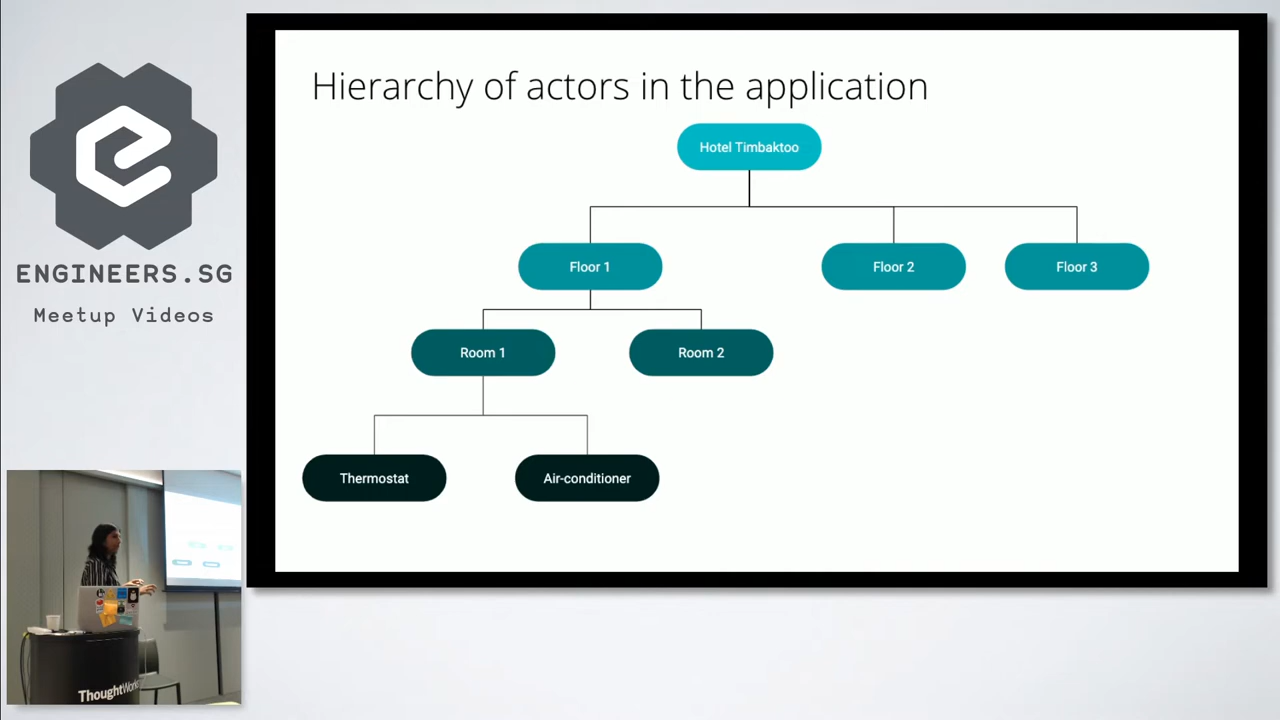 ENGINEERS.SG
Meetup Videos
Hierarchy of actors in the application
Hotel Timbaktoo
Floor 1
Floor 2
Floor 3
Room 1
Room 2
Thermostat
Air-conditioner
ThoughtWorks